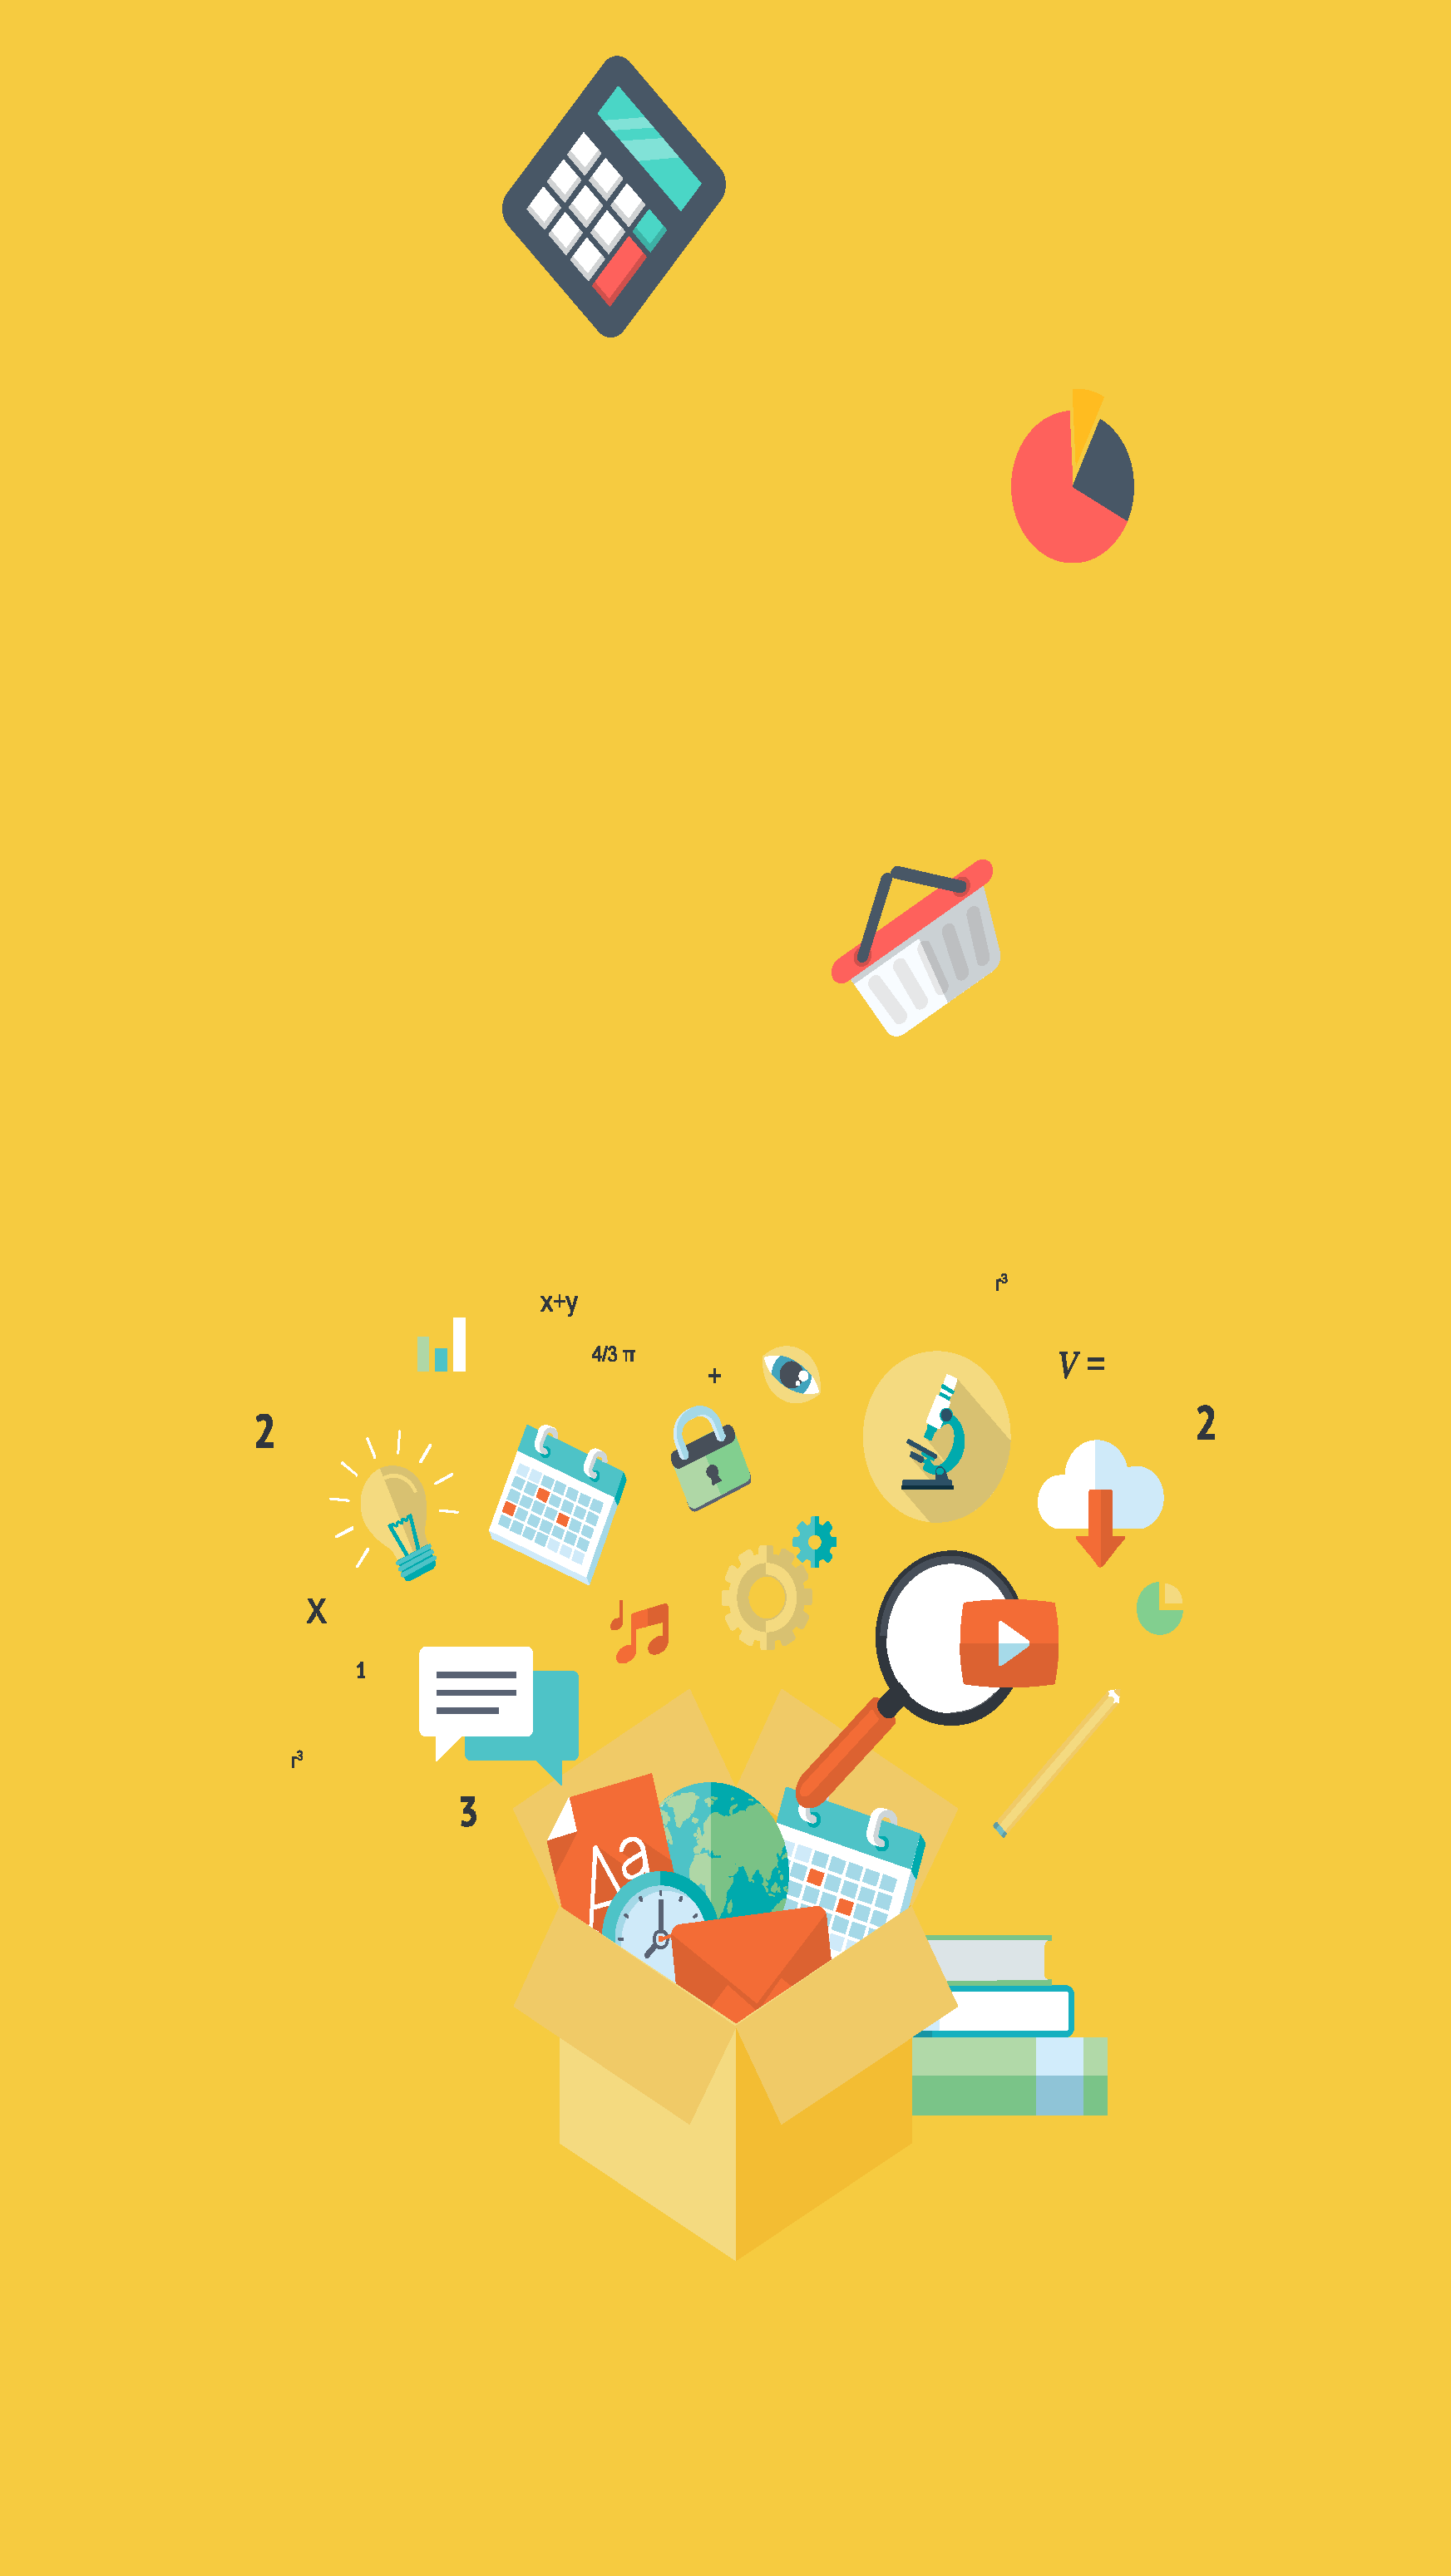 r³
x+y
4/3 π
V =
+
2
2
X
1
r³
3
Aa